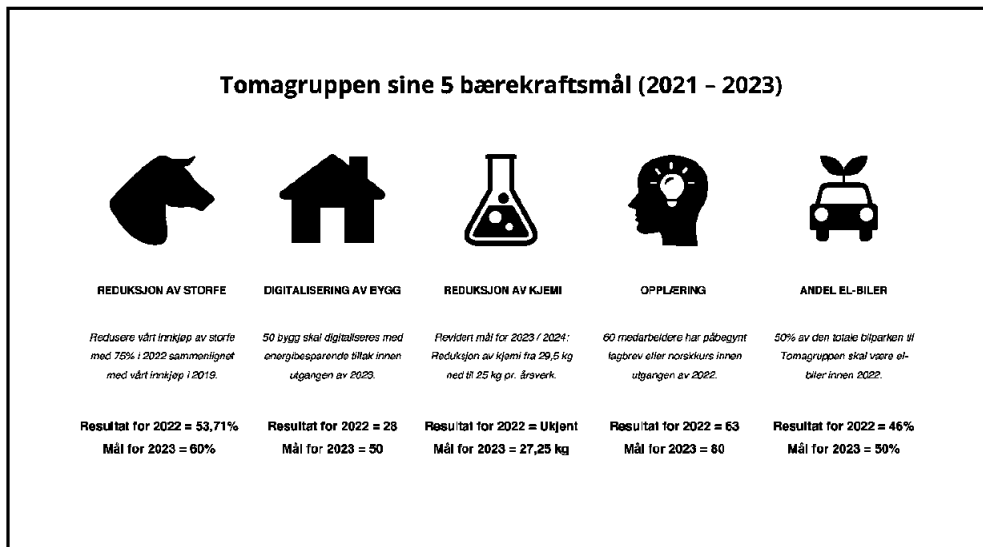 Tomagruppen sine 5 bærekraftsmål (2021 – 2023)
REDUKSJON AV STORFE
Redusere vårt innkjøp av storfe
med 75% i 2022 sammenlignet
med vårt innkjøp i 2019.
Resultat for 2022 = 53,71%
Mål for 2023 = 60%
DIGITALISERING AV BYGG
50 bygg skal digitaliseres med
energibesparende tiltak innen
utgangen av 2023.
Resultat for 2022 = 28
Mål for 2023 = 50
REDUKSJON AV KJEMI
Revidert mål for 2023 / 2024:
Reduksjon av kjemi fra 29,5 kg
ned til 25 kg pr. årsverk.
Resultat for 2022 = Ukjent
Mål for 2023 = 27,25 kg
OPPLÆRING
60 medarbeidere har påbegynt
fagbrev eller norskkurs innen
utgangen av 2022.
Resultat for 2022 = 63
Mål for 2023 = 80
ANDEL EL-BILER
50% av den totale bilparken til
Tomagruppen skal være el-
biler innen 2022.
Resultat for 2022 = 46%
Mål for 2023 = 50%